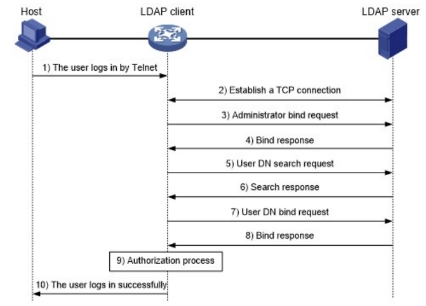 Host
LDAP client
LDAP server
1) The user logs in by Telnet
2) Establish a TCP connection
3) Administrator bind request
4) Bind response
5) User DN search request
6) Search response
7) User DN bind request
8) Bind response
9) Authorization process
10) The user logs in successfully